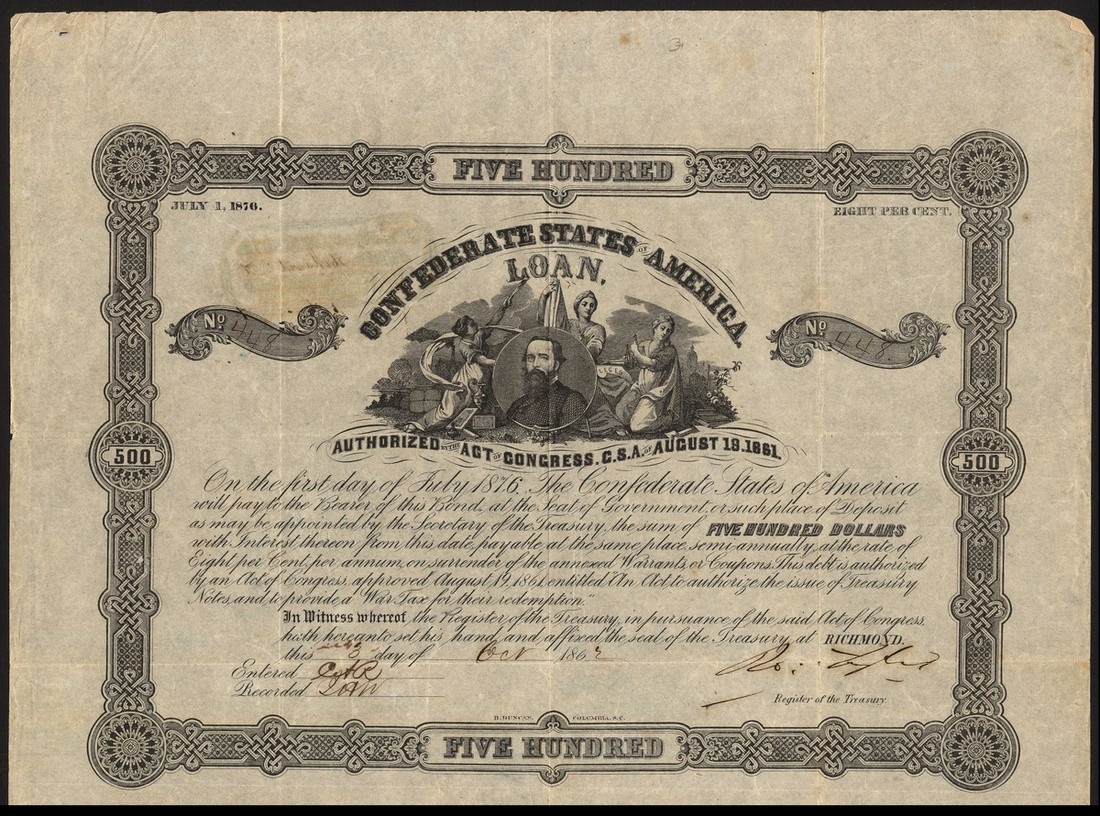 3
FIVE HUNDRED
JULY 1, 1876.
EIGHT PER CENT.
CONFEDERATE STATES OF AMERICA
LOAN,
No 448
No 448
AUTHORIZED BY THE ACT OF CONGRESS. C.S.A. OF AUGUST 19.1861.
500
500
On the first day of July 1876, The Confederate States of America
will pay to the Bearer of this Bond, at the Seat of Government, or such place of Deposit
as may be appointed by the Secretary of the Treasury, the sum of FIVE HUNDRED DOLLARS
with Interest thereon from this date, payable at the same place, semi-annually, at the rate of
Eight per Cent, per annum, on surrender of the annexed Warrants, or Coupons. This debt is authorized
by an Act of Congress, approved August 19, 1861, entitled "An Act to authorize the issue of Treasury
Notes, and to provide a War Tax for their redemption."
In Witness whereof the Register of the Treasury, in pursuance of the said Act of Congress
hath hereunto set his hand, and affixed the seal of the Treasury, at RICHMOND,
this day of Oct 1862
Entered
Recorded
Register of the Treasury.
B. DUNCAN, COLUMBIA, S.C.
FIVE HUNDRED